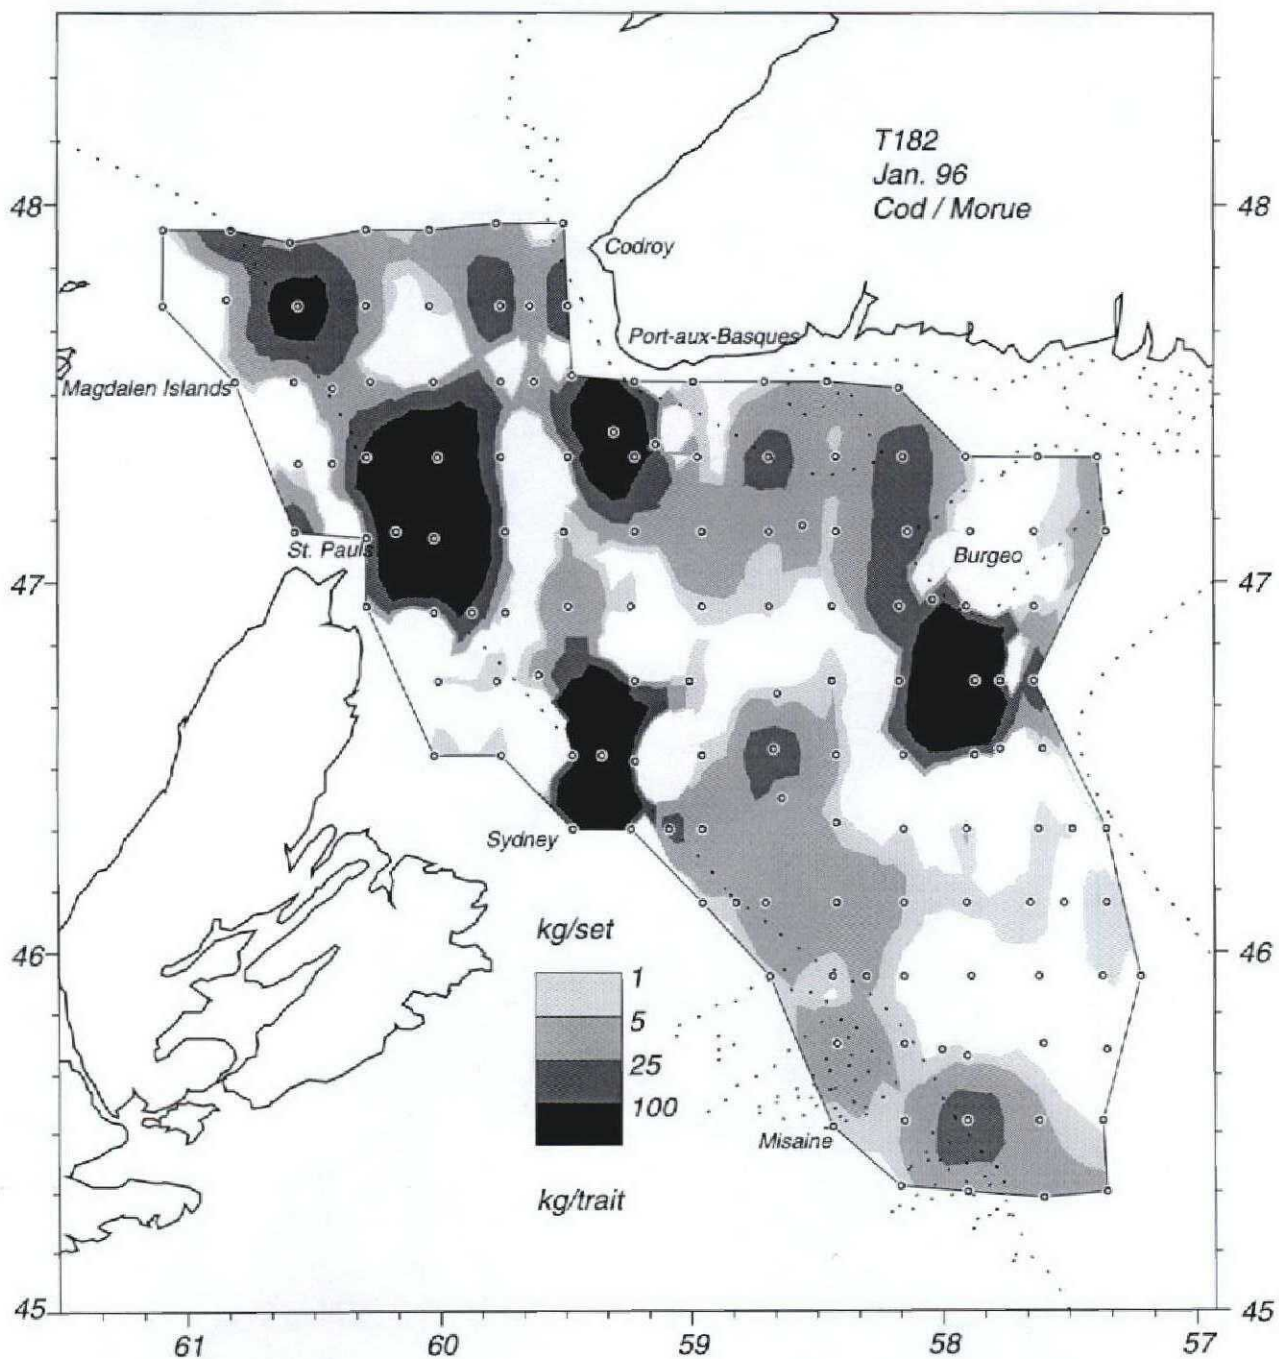 T182
Jan. 96
Cod / Morue
48 48
Codroy
Port-aux-Basques
Magdalen Islands
St. Pauls
Burgeo
47 47
Sydney
kg/set
46 46
1
5
25
100
Misaine
kg/trait
45 45
61 60 59 58 57